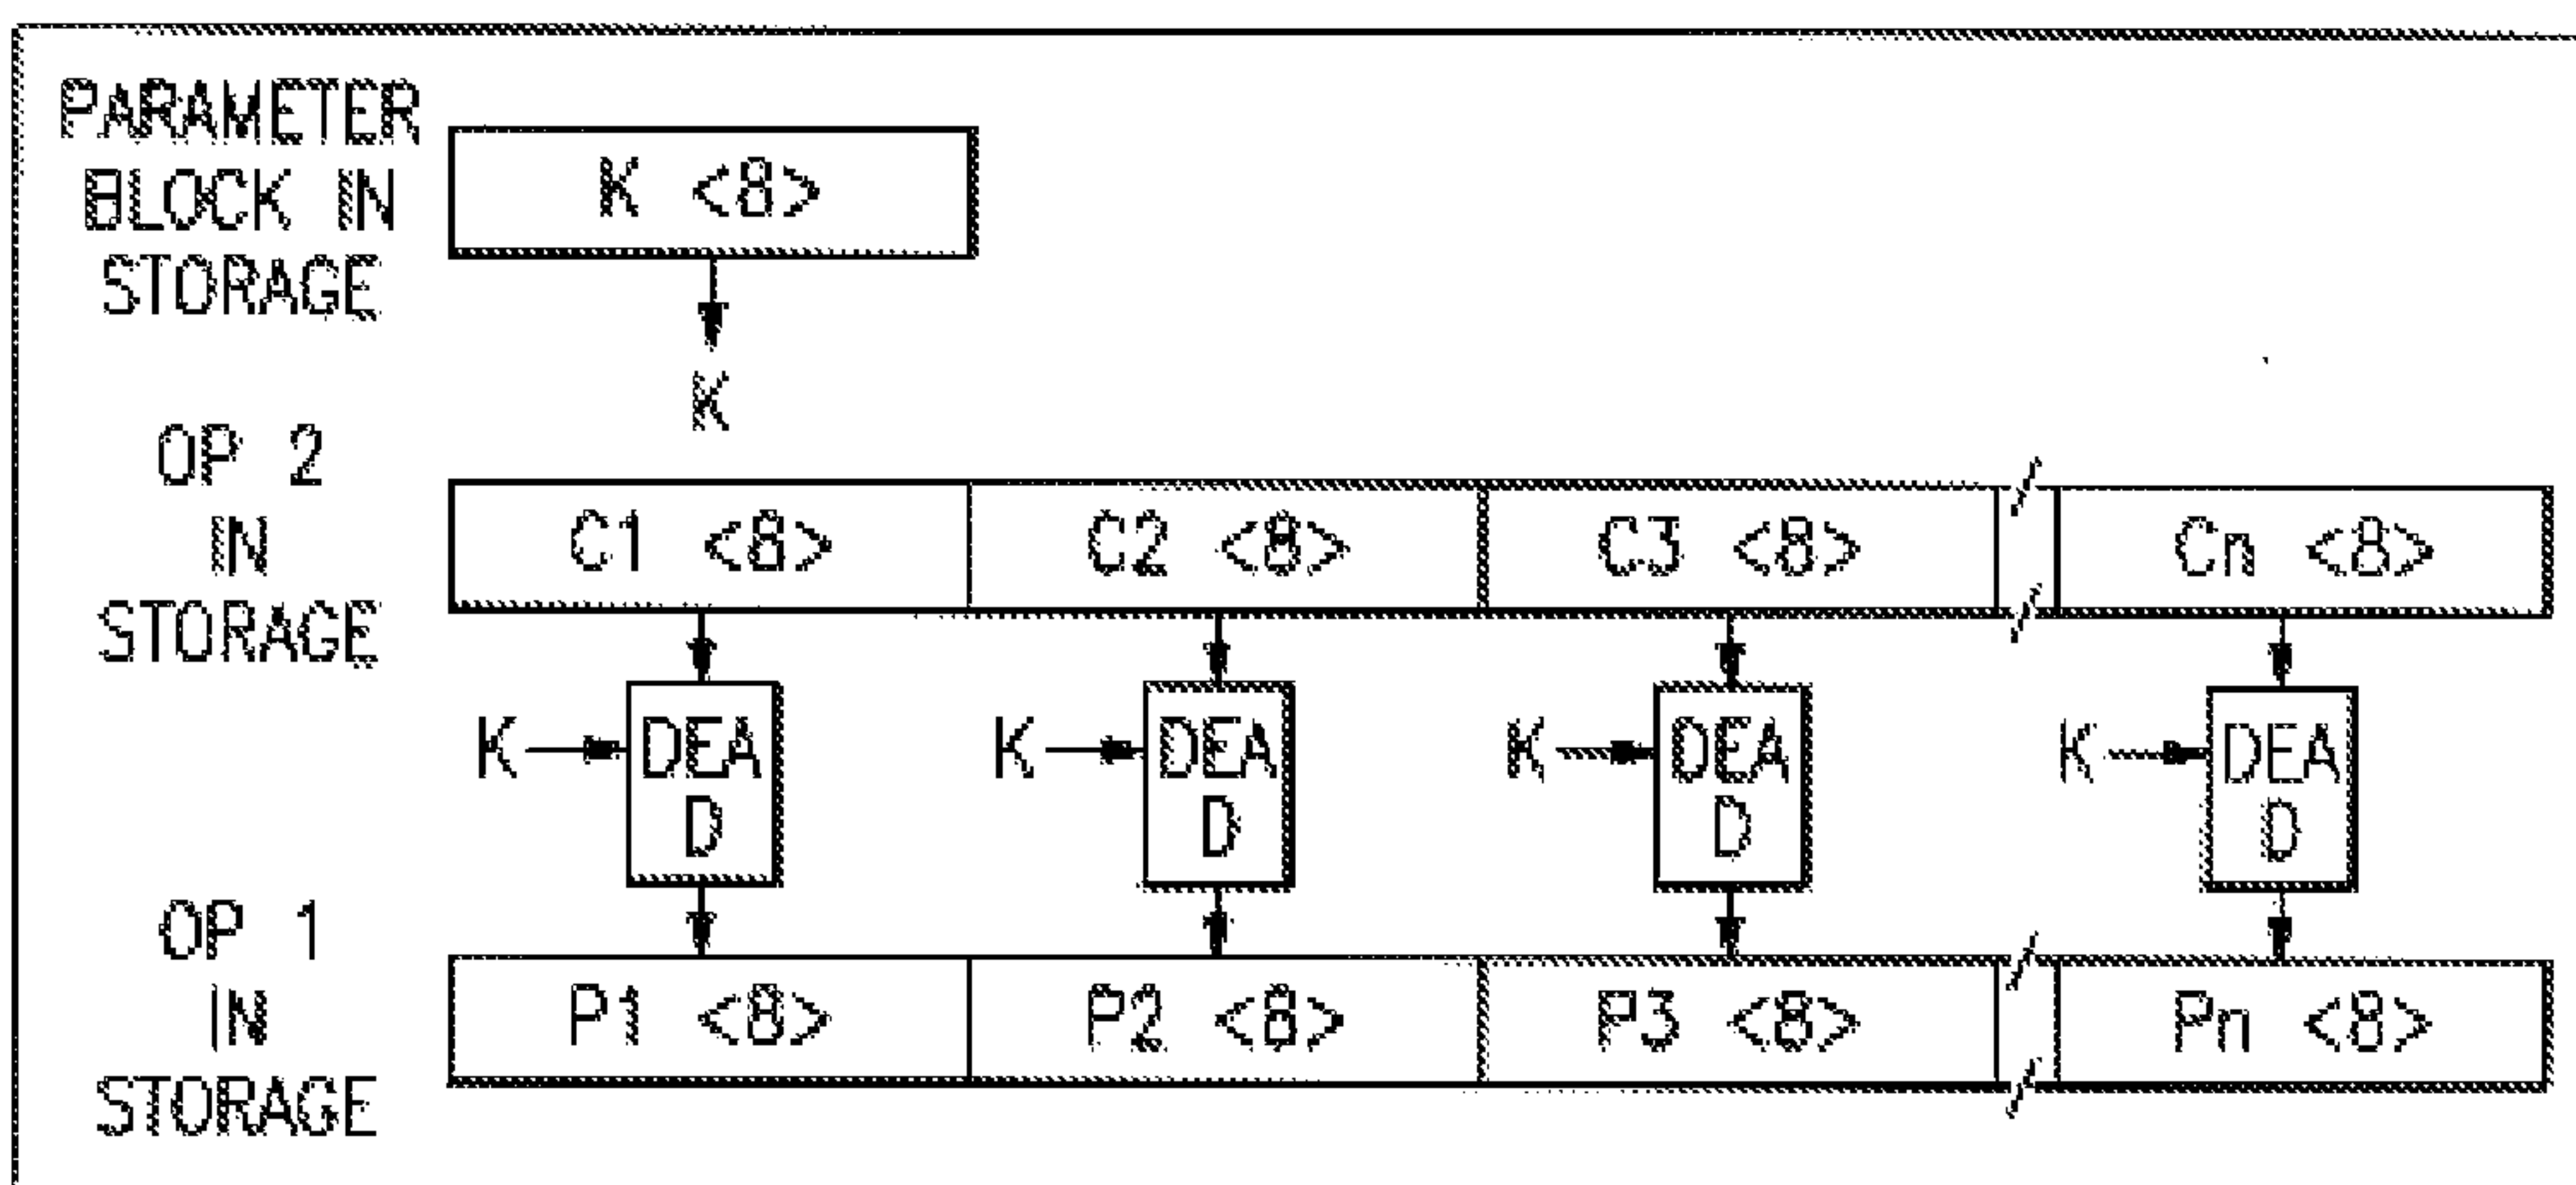 PARAMETER
BLOCK IN
STORAGE
K <8>
K
OP 2
IN
STORAGE
C1 <8> C2 <8> C3 <8> Cn <8>
K DEA K DEA K DEA K DEA
D D D D
OP 1
IN
STORAGE
P1 <8> P2 <8> P3 <8> Pn <8>